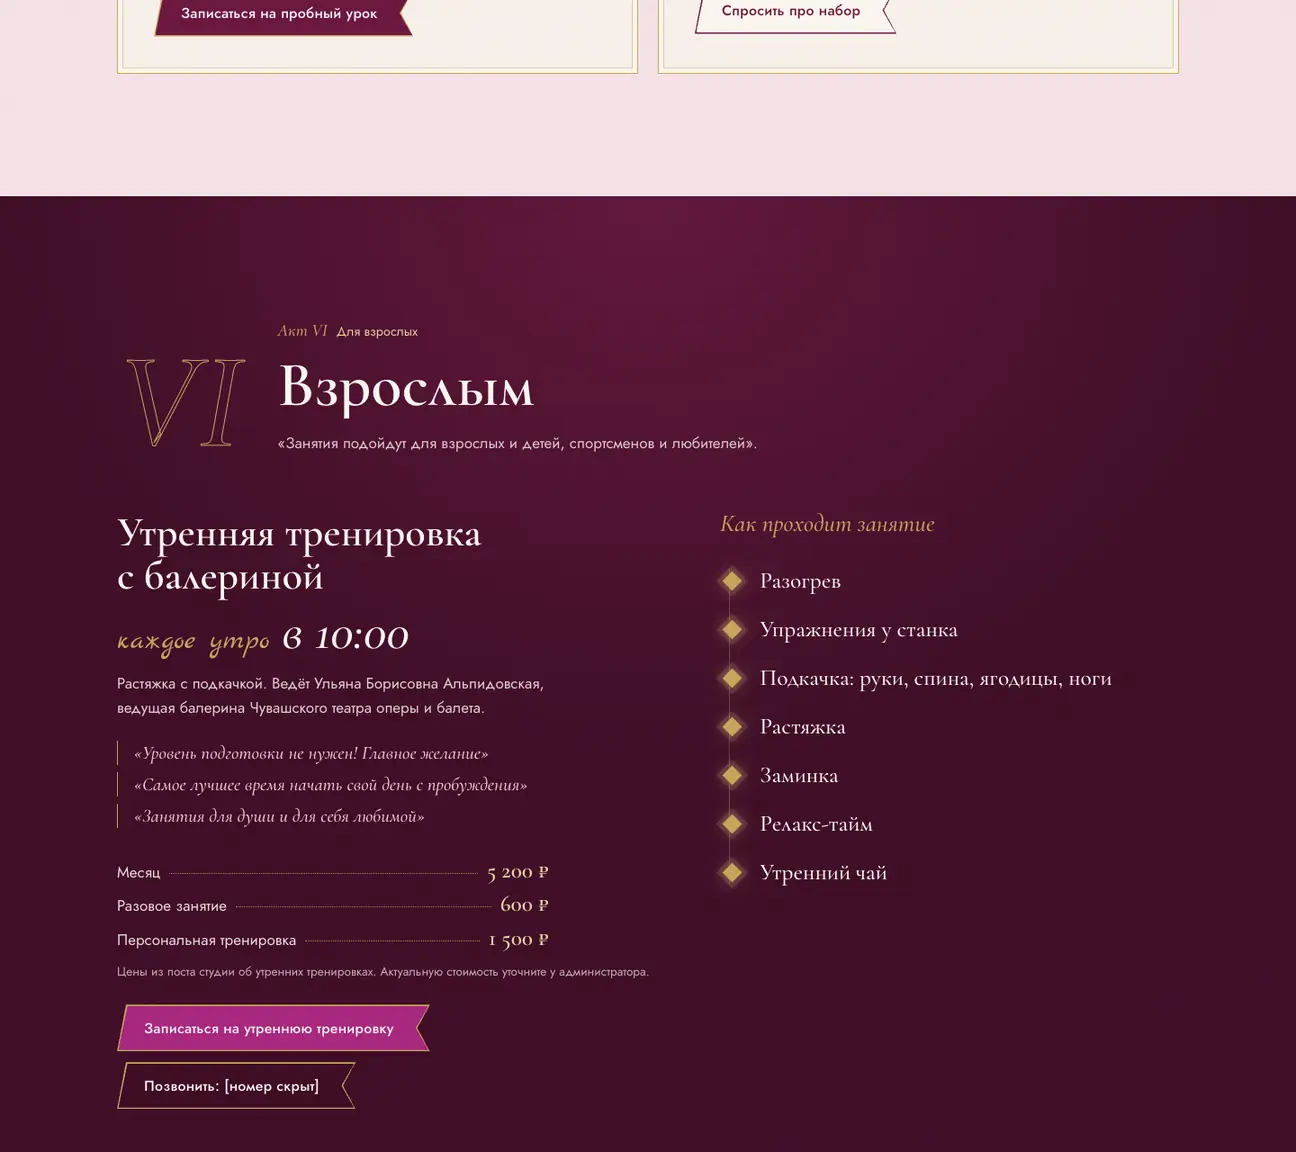 Записаться на пробный урок
Спросить про набор
Акт VI Для взрослых
VI
Взрослым
«Занятия подойдут для взрослых и детей, спортсменов и любителей».
Утренняя тренировка
с балериной
каждое утро в 10:00
Растяжка с подкачкой. Ведёт Ульяна Борисовна Альпидовская,
ведущая балерина Чувашского театра оперы и балета.
«Уровень подготовки не нужен! Главное желание»
«Самое лучшее время начать свой день с пробуждения»
«Занятия для души и для себя любимой»
Месяц 5 200 ₽
Разовое занятие 600 ₽
Персональная тренировка 1 500 ₽
Цены из поста студии об утренних тренировках. Актуальную стоимость уточните у администратора.
Записаться на утреннюю тренировку
Позвонить: [номер скрыт]
Как проходит занятие
Разогрев
Упражнения у станка
Подкачка: руки, спина, ягодицы, ноги
Растяжка
Заминка
Релакс-тайм
Утренний чай